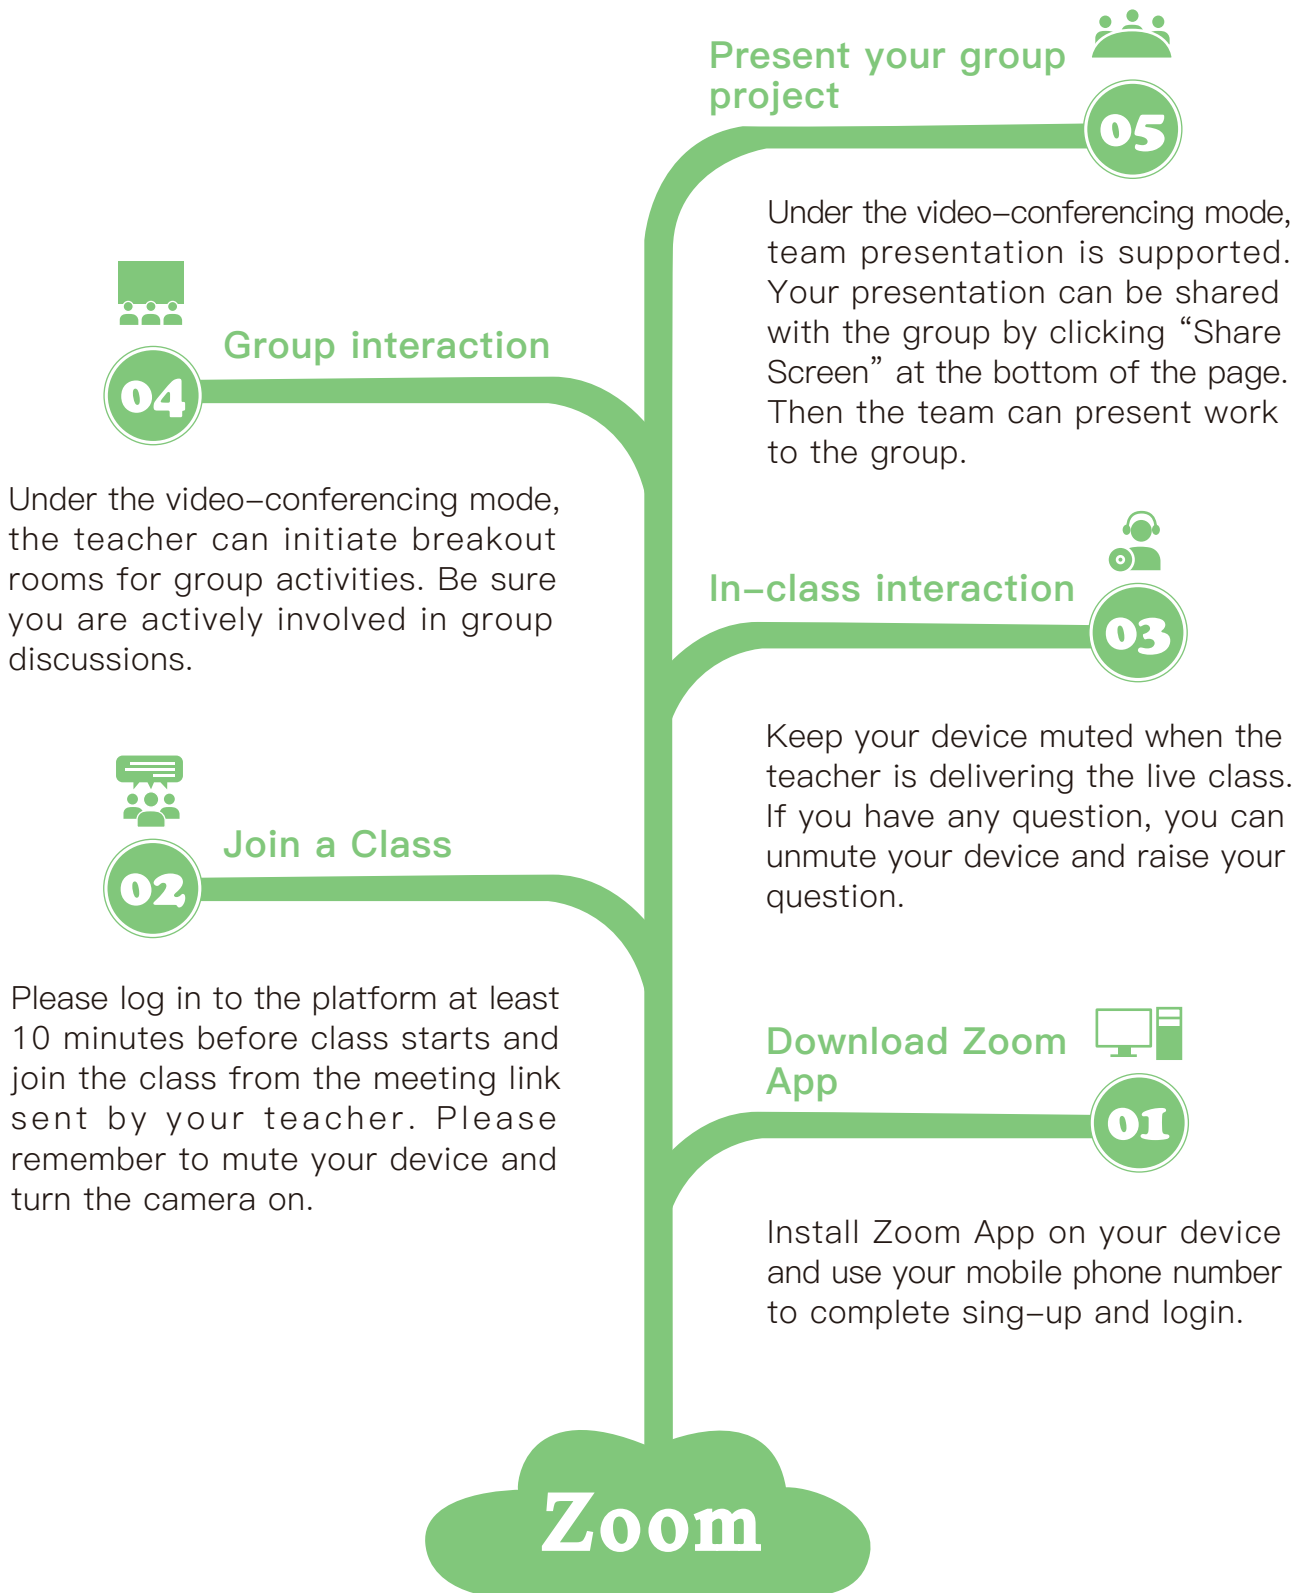 Present your group
project
05
Under the video–conferencing mode,
team presentation is supported.
Your presentation can be shared
with the group by clicking “Share
Screen” at the bottom of the page.
Then the team can present work
to the group.
Group interaction
04
Under the video–conferencing mode,
the teacher can initiate breakout
rooms for group activities. Be sure
you are actively involved in group
discussions.
In–class interaction
03
Keep your device muted when the
teacher is delivering the live class.
If you have any question, you can
unmute your device and raise your
question.
Join a Class
02
Please log in to the platform at least
10 minutes before class starts and
join the class from the meeting link
sent by your teacher. Please
remember to mute your device and
turn the camera on.
Download Zoom
App
01
Install Zoom App on your device
and use your mobile phone number
to complete sing–up and login.
Zoom